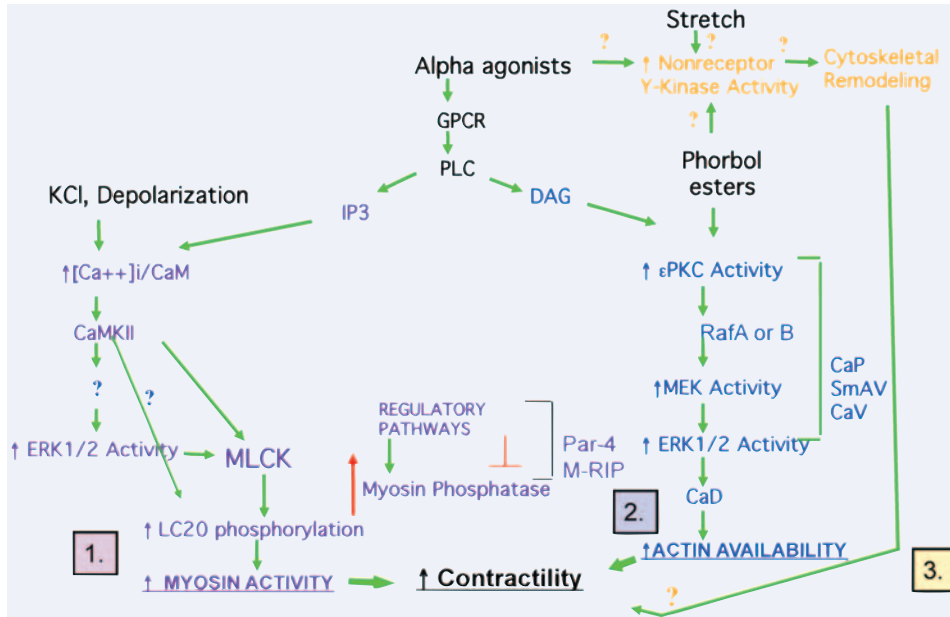 Stretch
?
?
?
Alpha agonists
↑ Nonreceptor
Y-Kinase Activity
Cytoskeletal
Remodeling
?
GPCR
PLC
Phorbol
esters
KCl, Depolarization
IP3
DAG
↑[Ca++]i/CaM
↑ εPKC Activity
CaMKII
RafA or B
?
?
↑MEK Activity
CaP
SmAV
CaV
REGULATORY
PATHWAYS
↑ ERK1/2 Activity
MLCK
Par-4
M-RIP
↑ ERK1/2 Activity
Myosin Phosphatase
CaD
↑ LC20 phosphorylation
1.
2.
↑ACTIN AVAILABILITY
3.
↑ MYOSIN ACTIVITY
↑ Contractility
?